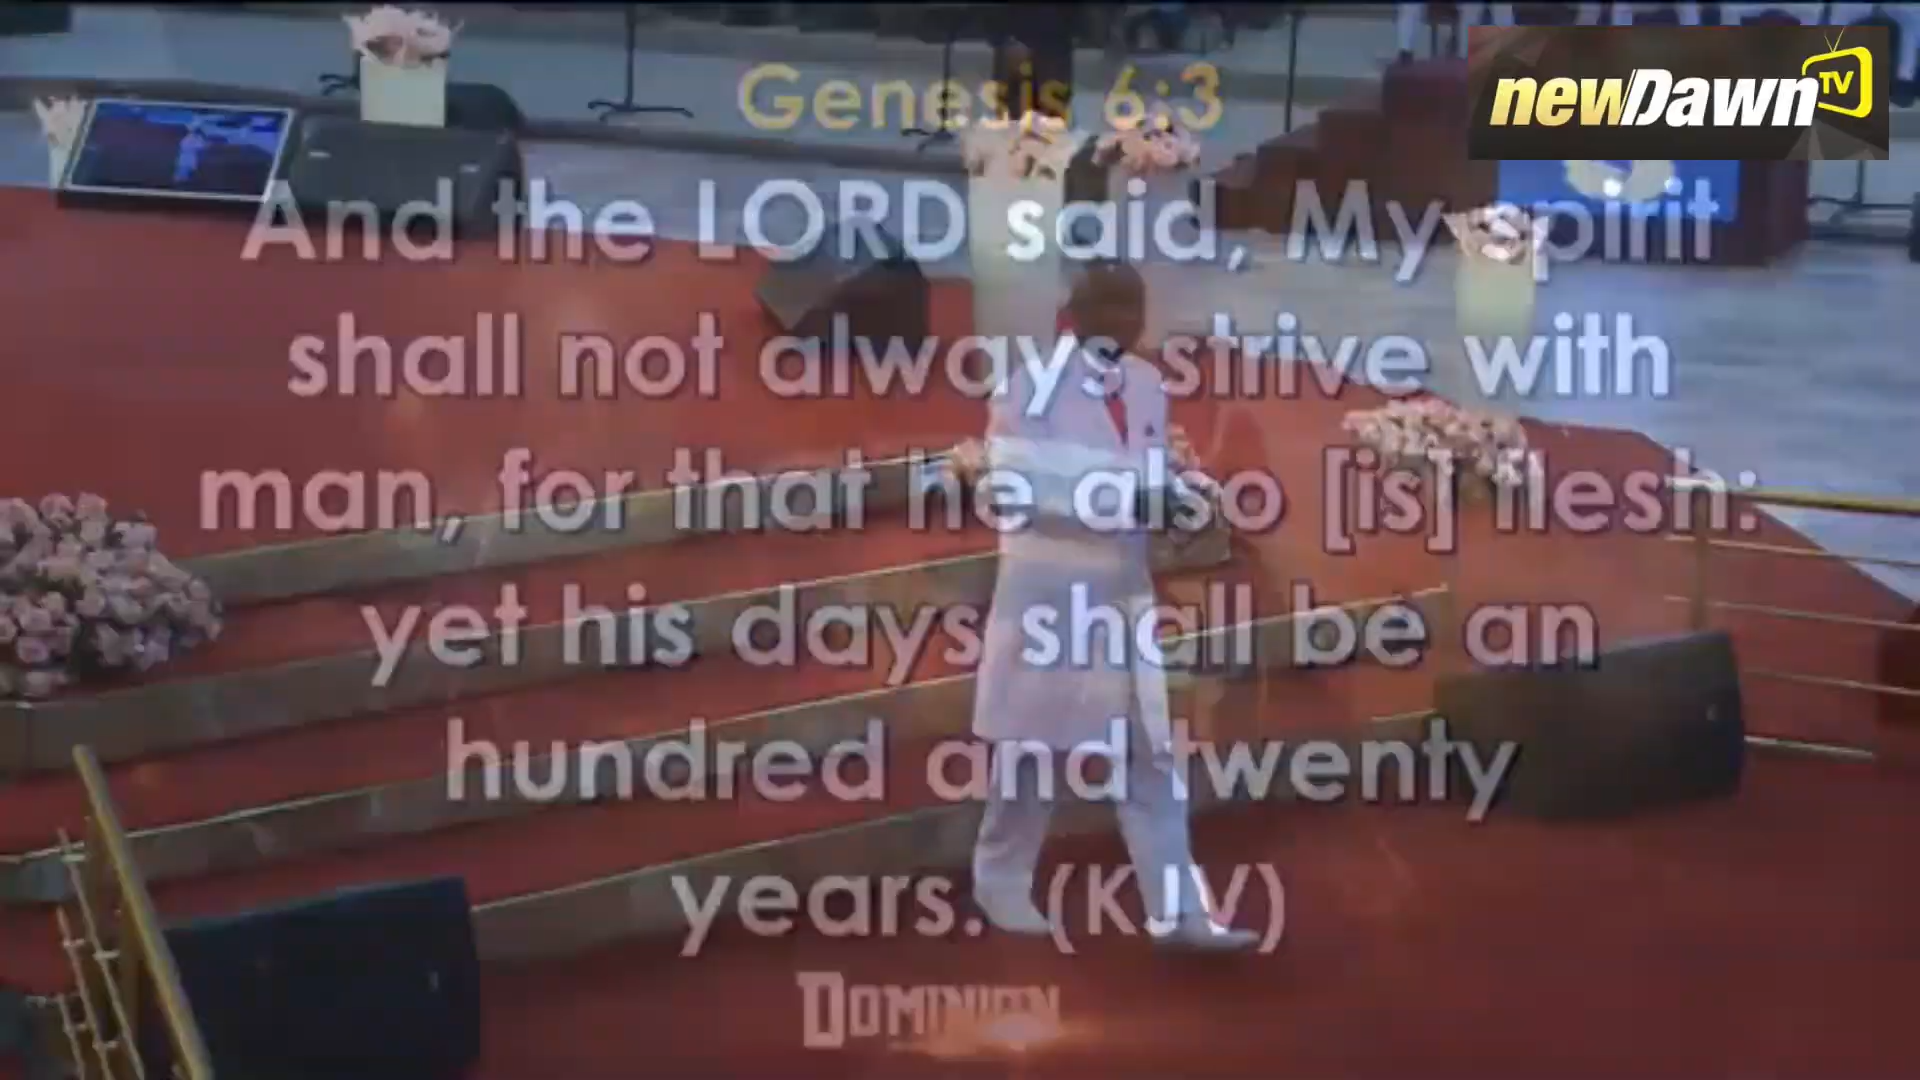 newDawn TV
Genesis 6:3
And the LORD said, My spirit
shall not always strive with
man, for that he also [is] flesh:
yet his days shall be an
hundred and twenty
years. (KJV)
DOMINION